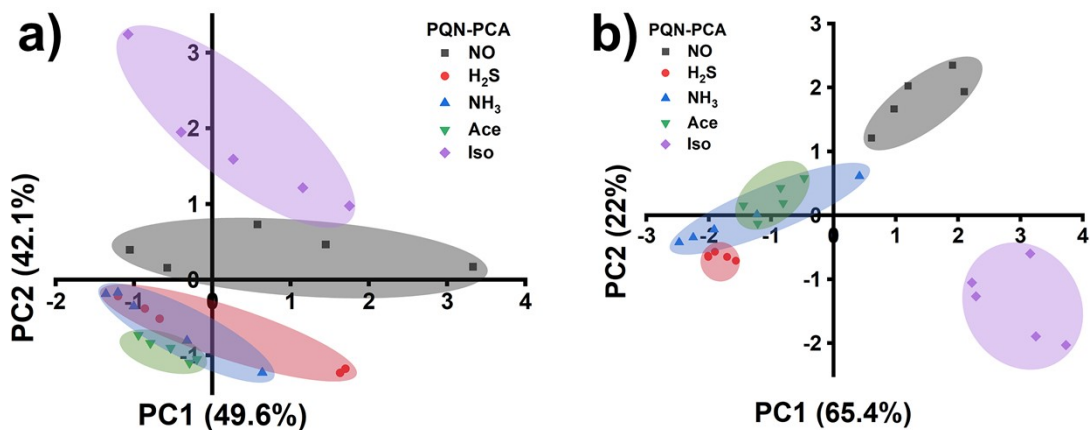 a)
PQN-PCA
NO
H₂S
NH₃
Ace
Iso
3
2
1
-2
-1
0
1
2
3
4
-1
PC2 (42.1%)
PC1 (49.6%)
b)
PQN-PCA
NO
H₂S
NH₃
Ace
Iso
3
2
1
0
-3
-2
-1
0
1
2
3
4
-1
-2
PC2 (22%)
PC1 (65.4%)